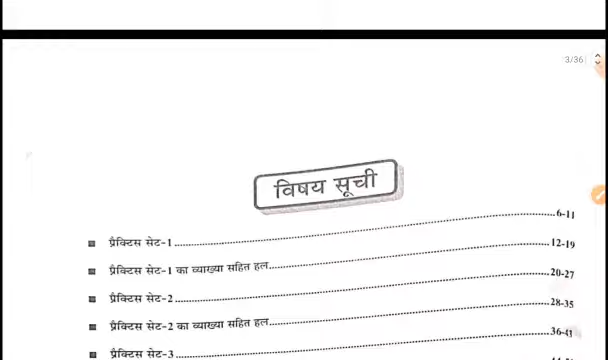 3/36
विषय सूची
■ प्रैक्टिस सेट-1 ........ 6-11
■ प्रैक्टिस सेट-1 का व्याख्या सहित हल ........ 12-19
■ प्रैक्टिस सेट-2 ........ 20-27
■ प्रैक्टिस सेट-2 का व्याख्या सहित हल ........ 28-35
■ प्रैक्टिस सेट-3 ........ 36-41